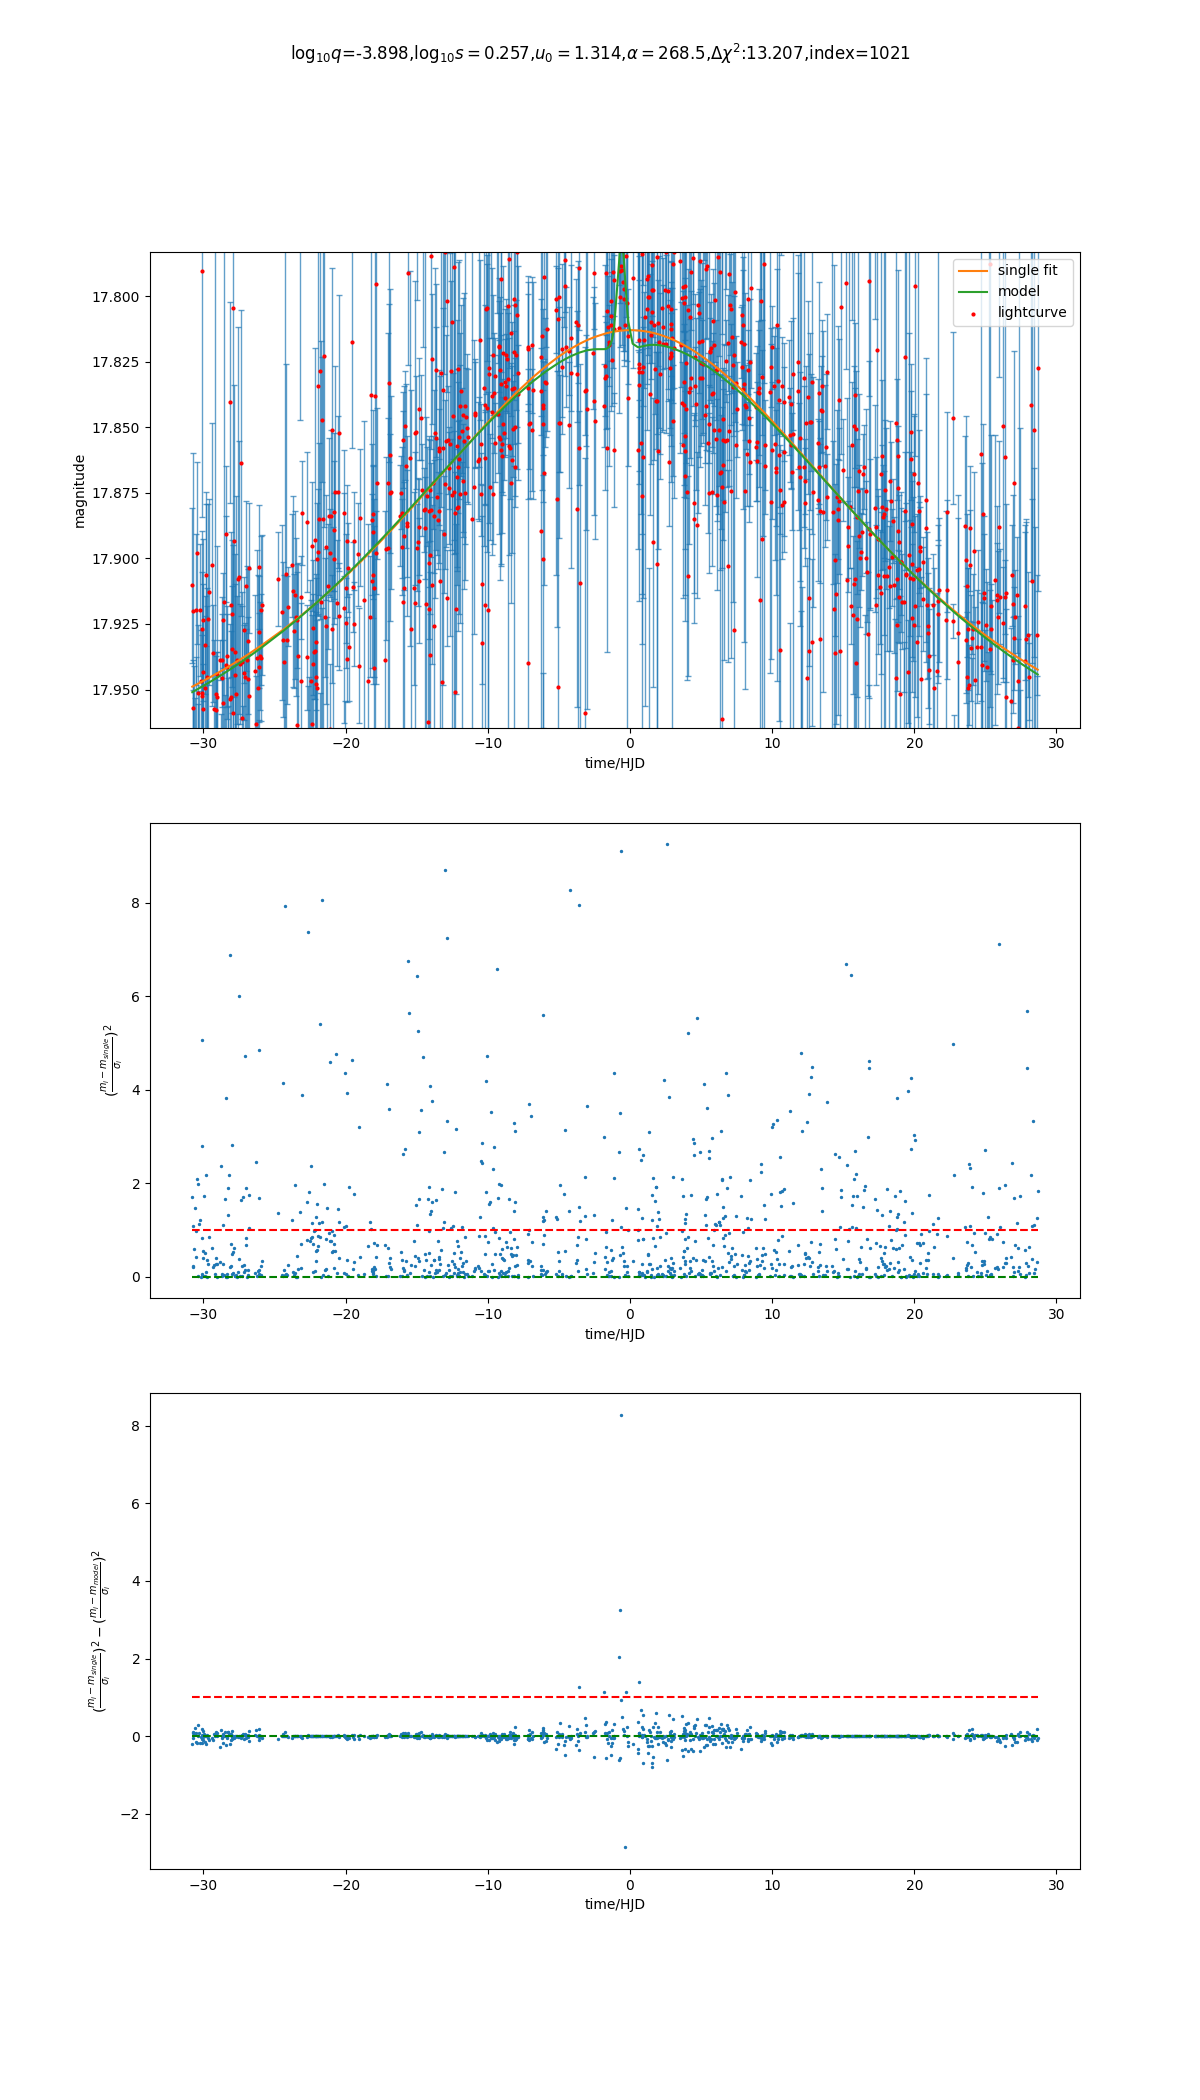 log₁₀q=-3.898,log₁₀s = 0.257,u₀ = 1.314,α = 268.5,Δχ²:13.207,index=1021
single fit
model
lightcurve
magnitude
17.800
17.825
17.850
17.875
17.900
17.925
17.950
−30 −20 −10 0 10 20 30
time/HJD
(mᵢ − m_single / σᵢ)²
8
6
4
2
0
−30 −20 −10 0 10 20 30
time/HJD
(mᵢ − m_single / σᵢ)² − (mᵢ − m_model / σᵢ)²
8
6
4
2
0
−2
−30 −20 −10 0 10 20 30
time/HJD